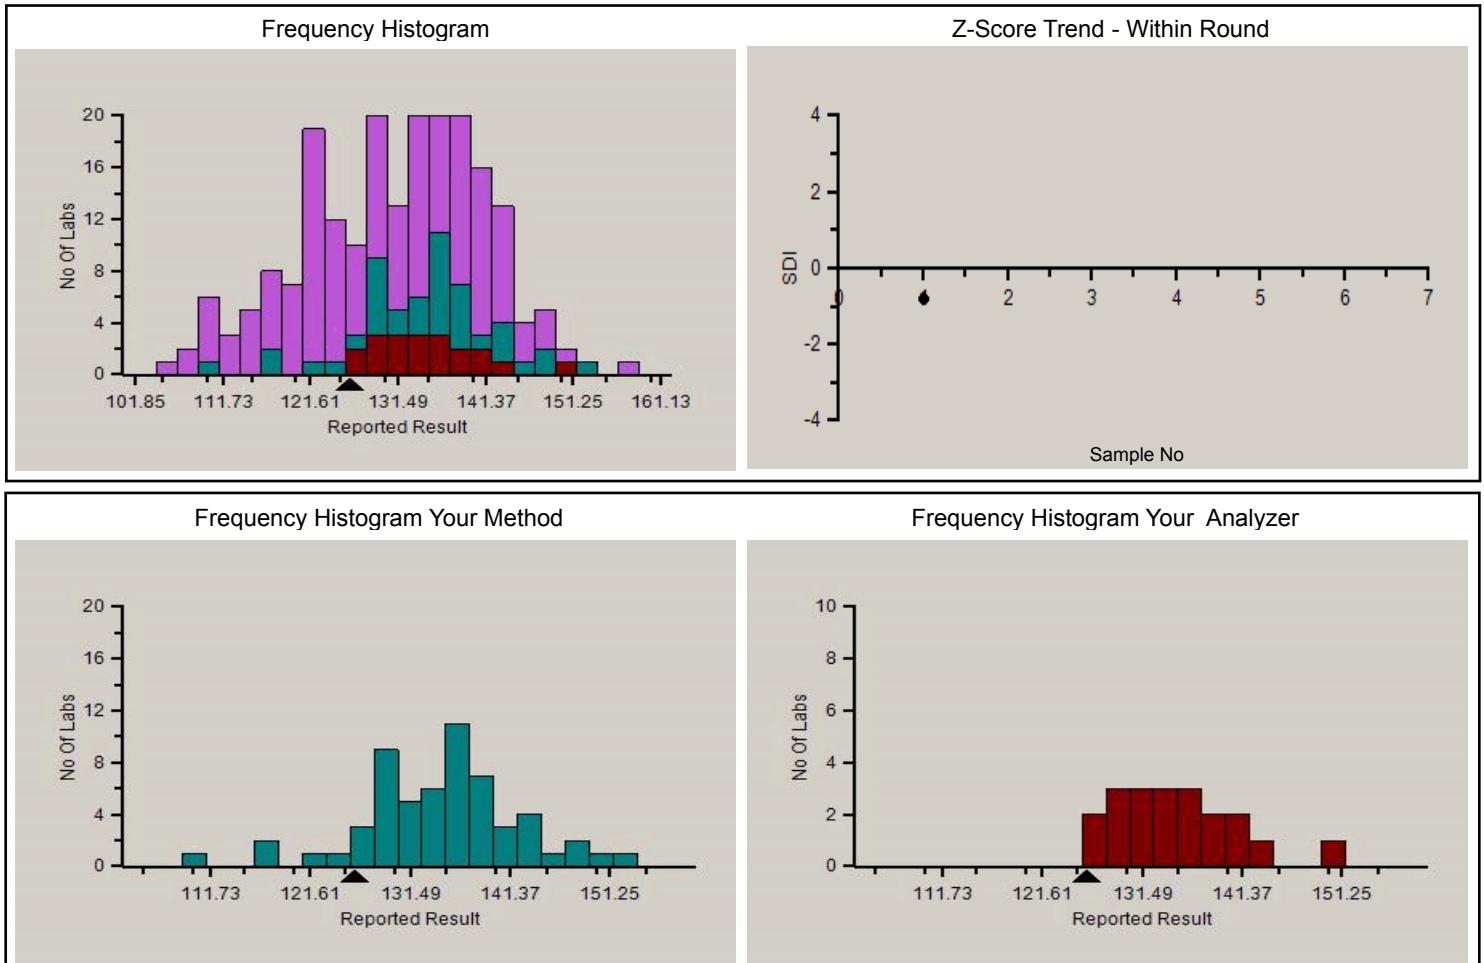 Frequency Histogram
20
16
12
8
4
0
No Of Labs
101.85 111.73 121.61 131.49 141.37 151.25 161.13
Reported Result
Z-Score Trend - Within Round
4
2
0
-2
-4
SDI
0 1 2 3 4 5 6 7
Sample No
Frequency Histogram Your Method
20
16
12
8
4
0
No Of Labs
111.73 121.61 131.49 141.37 151.25
Reported Result
Frequency Histogram Your Analyzer
10
8
6
4
2
0
No Of Labs
111.73 121.61 131.49 141.37 151.25
Reported Result